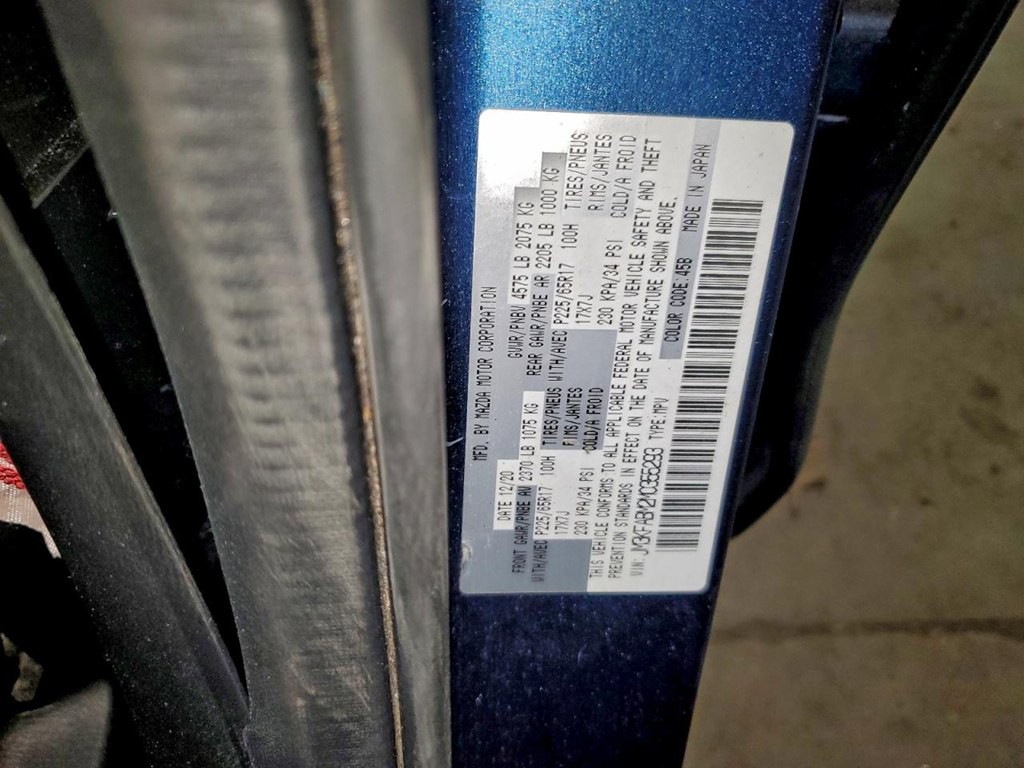 MFD. BY MAZDA MOTOR CORPORATION
DATE 12/20 GVWR/PNBV 4575 LB 2075 KG
FRONT GAWR/PNBE AV 2370 LB 1075 KG REAR GAWR/PNBE AR 2205 LB 1000 KG
WITH/AVEC P225/65R17 100H TIRES/PNEUS WITH/AVEC P225/65R17 100H TIRES/PNEUS
17X7J RIMS/JANTES 17X7J RIMS/JANTES
230 KPA/34 PSI COLD/A FROID 230 KPA/34 PSI COLD/A FROID
THIS VEHICLE CONFORMS TO ALL APPLICABLE FEDERAL MOTOR VEHICLE SAFETY AND THEFT
PREVENTION STANDARDS IN EFFECT ON THE DATE OF MANUFACTURE SHOWN ABOVE.
VIN: TYPE:MPV COLOR CODE:45B MADE IN JAPAN